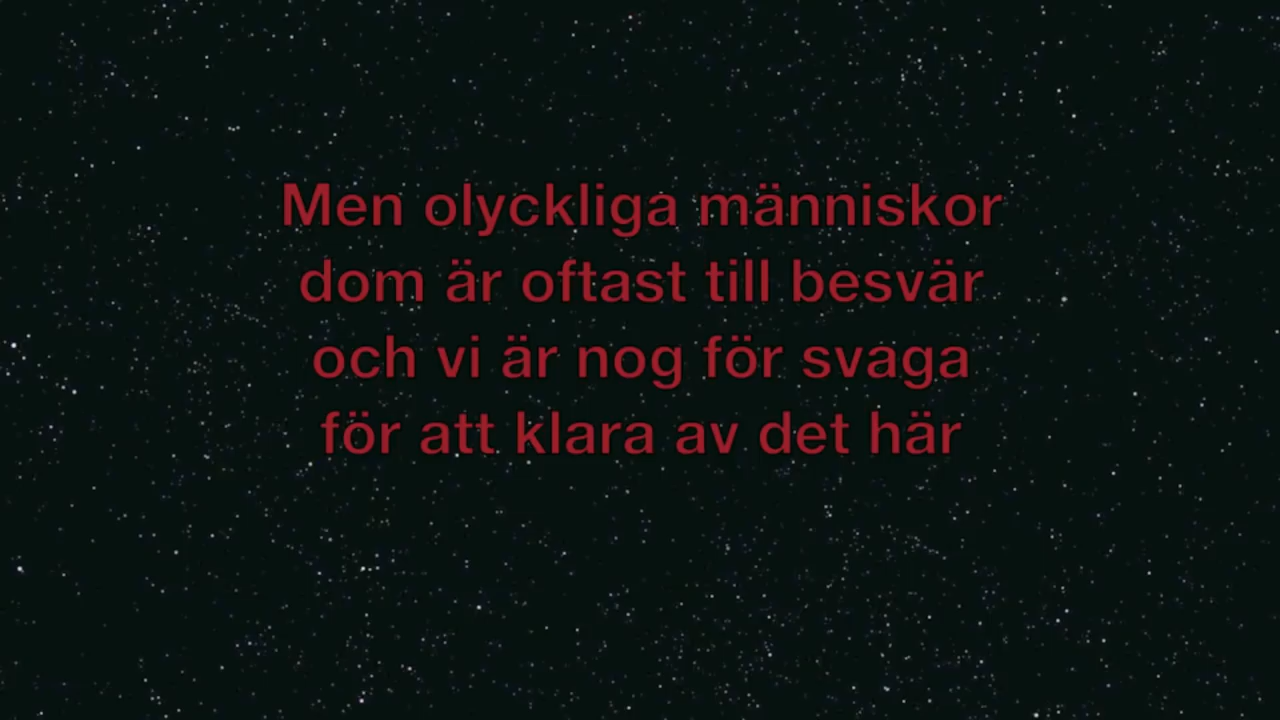 Men olyckliga människor
dom är oftast till besvär
och vi är nog för svaga
för att klara av det här